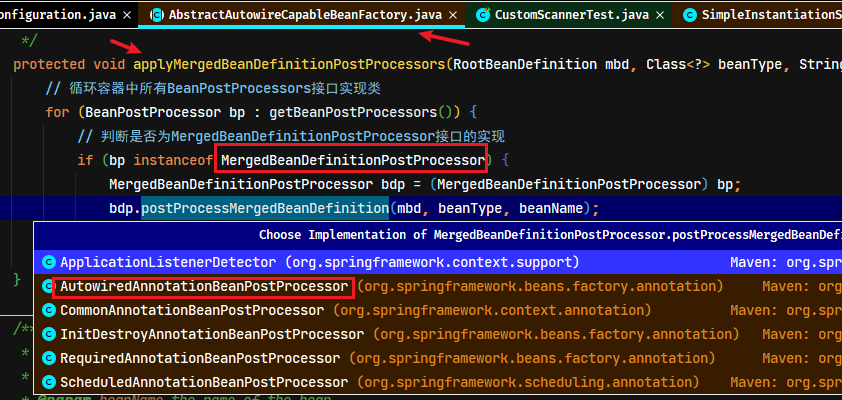 onfiguration.java × AbstractAutowireCapableBeanFactory.java × CustomScannerTest.java × SimpleInstantiationS
*/
protected void applyMergedBeanDefinitionPostProcessors(RootBeanDefinition mbd, Class<?> beanType, String
// 循环容器中所有BeanPostProcessors接口实现类
for (BeanPostProcessor bp : getBeanPostProcessors()) {
// 判断是否为MergedBeanDefinitionPostProcessor接口的实现
if (bp instanceof MergedBeanDefinitionPostProcessor) {
MergedBeanDefinitionPostProcessor bdp = (MergedBeanDefinitionPostProcessor) bp;
bdp.postProcessMergedBeanDefinition(mbd, beanType, beanName);
Choose Implementation of MergedBeanDefinitionPostProcessor.postProcessMergedBeanDefi
ApplicationListenerDetector (org.springframework.context.support) Maven: org.spr
} AutowiredAnnotationBeanPostProcessor (org.springframework.beans.factory.annotation) Maven: org.spr
CommonAnnotationBeanPostProcessor (org.springframework.context.annotation) Maven: org.spr
/** InitDestroyAnnotationBeanPostProcessor (org.springframework.beans.factory.annotation) Maven: org.spr
* RequiredAnnotationBeanPostProcessor (org.springframework.beans.factory.annotation) Maven: org.spr
* ScheduledAnnotationBeanPostProcessor (org.springframework.scheduling.annotation) Maven: org.spr
* @param beanName the name of the bean